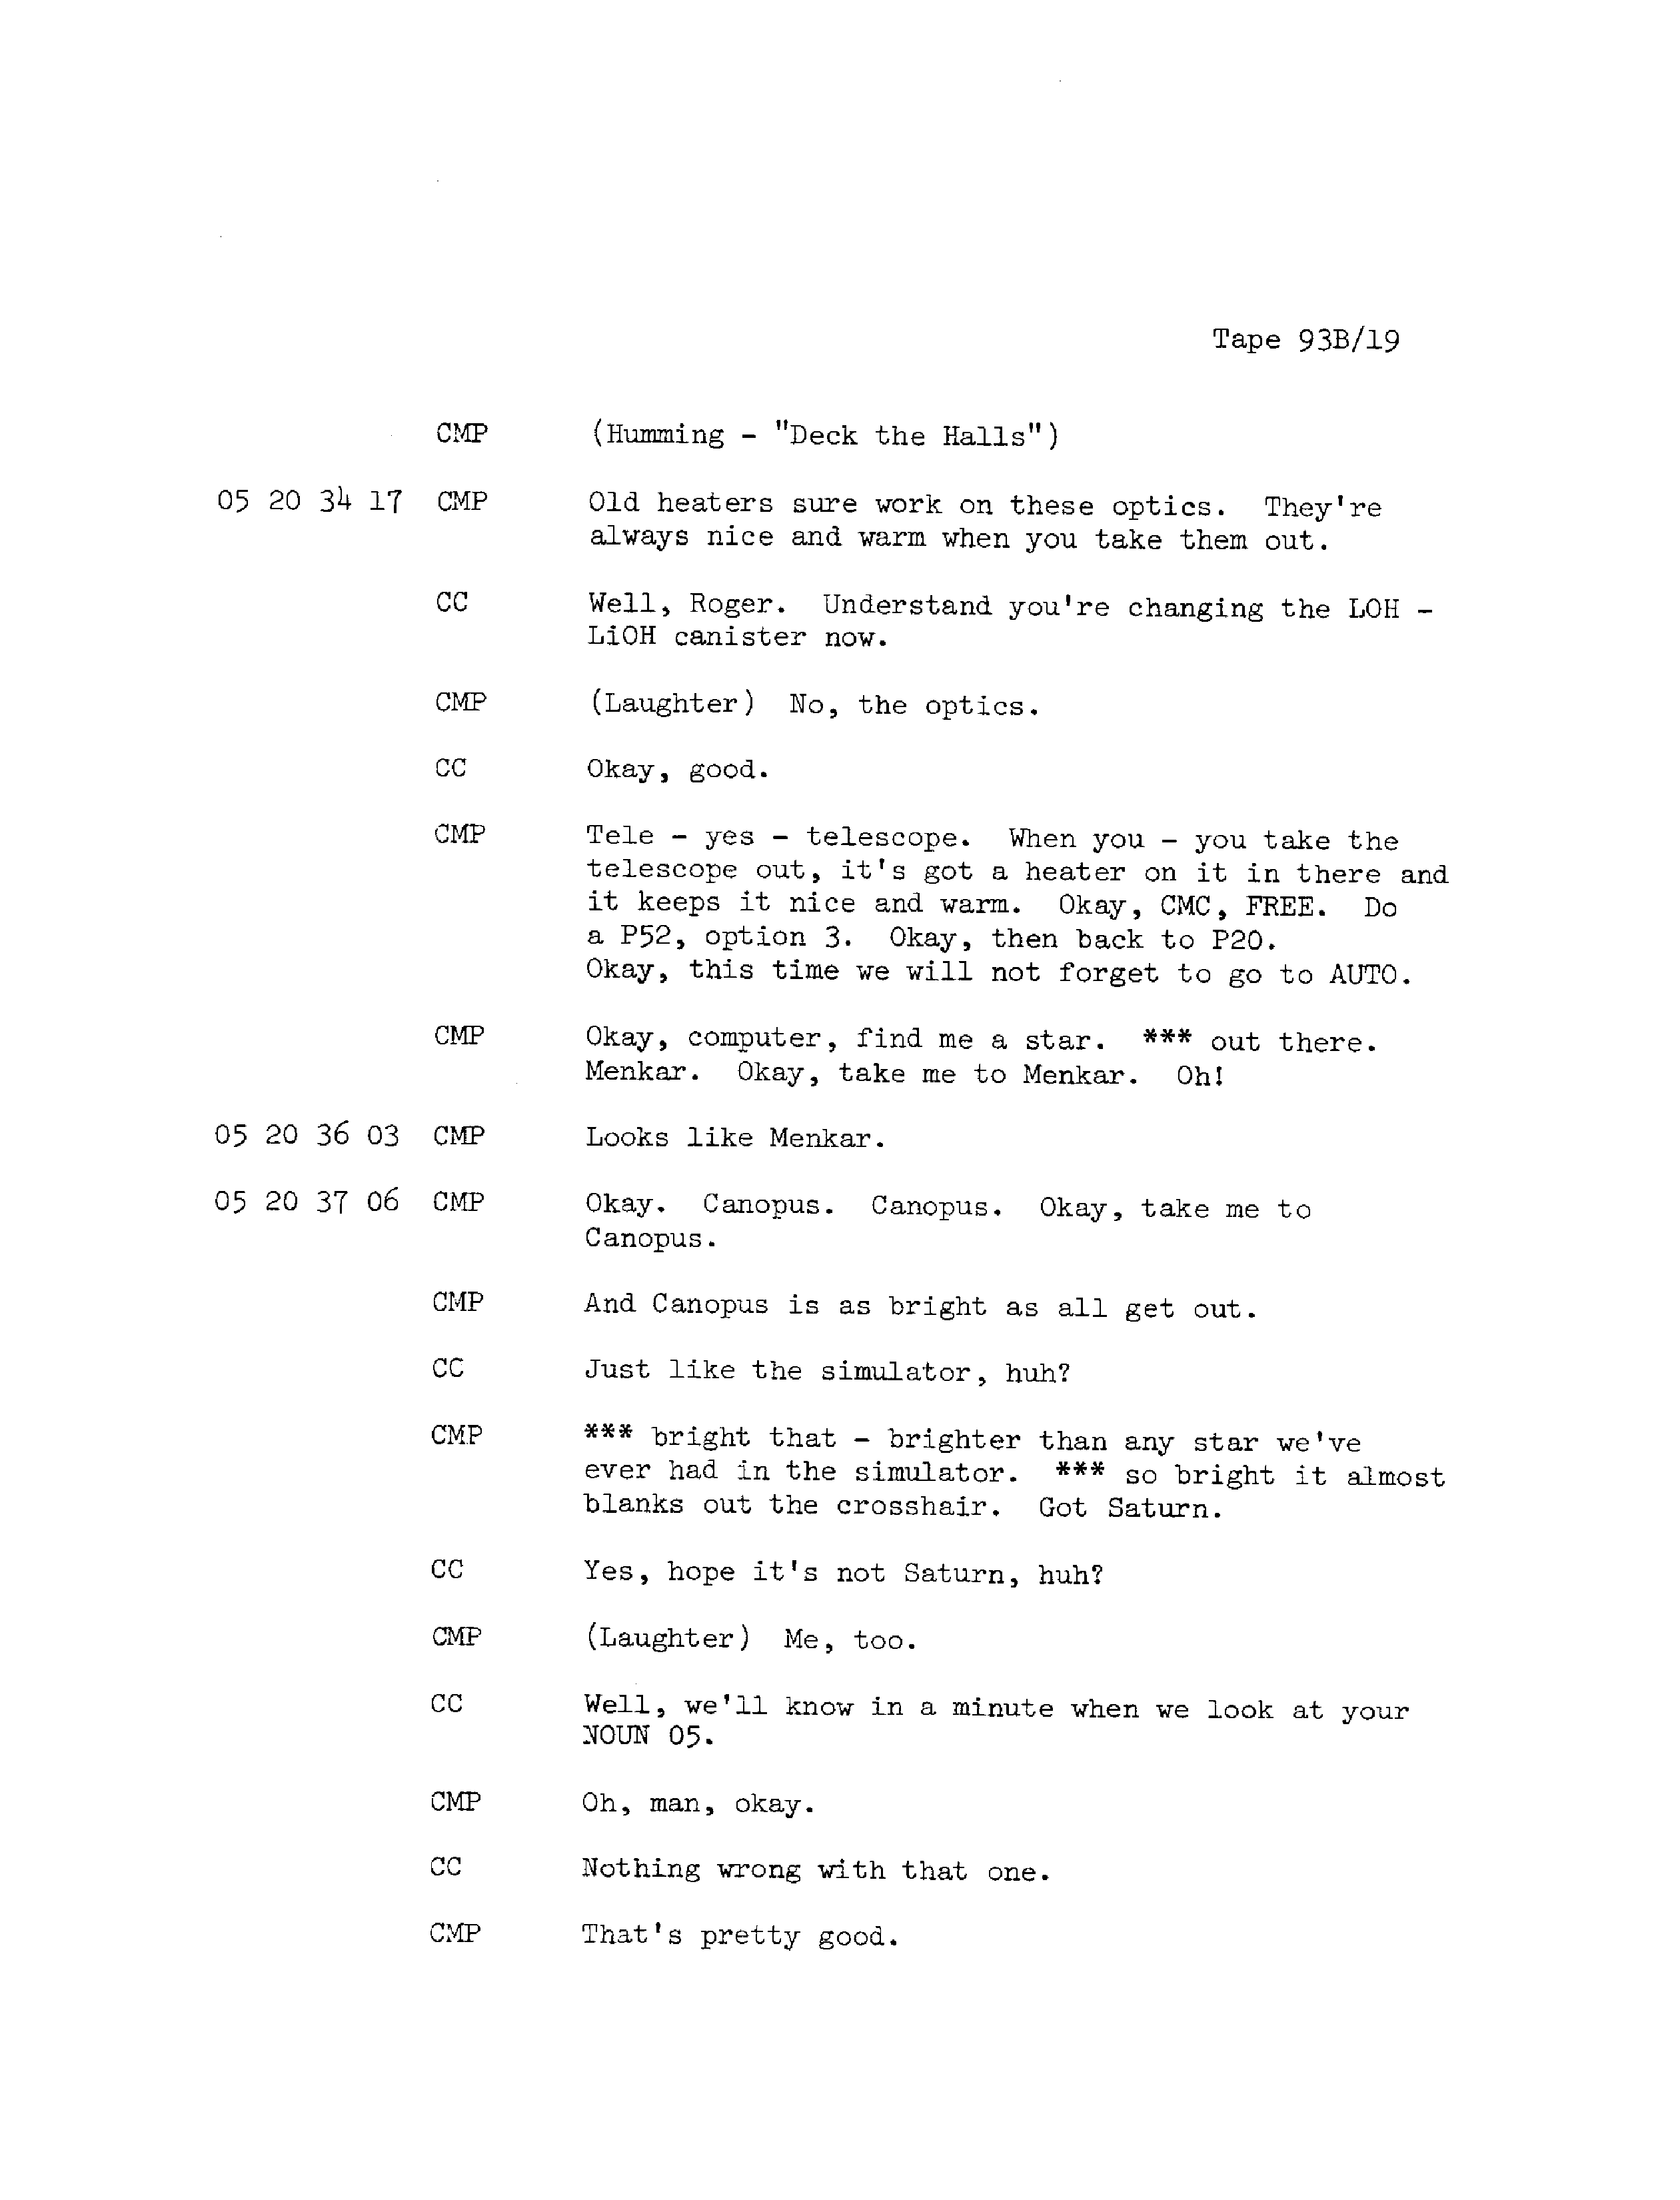 Tape 93B/19
CMP (Humming - "Deck the Halls")
05 20 34 17 CMP Old heaters sure work on these optics. They're
always nice and warm when you take them out.
CC Well, Roger. Understand you're changing the LOH -
LiOH canister now.
CMP (Laughter) No, the optics.
CC Okay, good.
CMP Tele - yes - telescope. When you - you take the
telescope out, it's got a heater on it in there and
it keeps it nice and warm. Okay, CMC, FREE. Do
a P52, option 3. Okay, then back to P20.
Okay, this time we will not forget to go to AUTO.
CMP Okay, computer, find me a star. *** out there.
Menkar. Okay, take me to Menkar. Oh!
05 20 36 03 CMP Looks like Menkar.
05 20 37 06 CMP Okay. Canopus. Canopus. Okay, take me to
Canopus.
CMP And Canopus is as bright as all get out.
CC Just like the simulator, huh?
CMP *** bright that - brighter than any star we've
ever had in the simulator. *** so bright it almost
blanks out the crosshair. Got Saturn.
CC Yes, hope it's not Saturn, huh?
CMP (Laughter) Me, too.
CC Well, we'll know in a minute when we look at your
NOUN 05.
CMP Oh, man, okay.
CC Nothing wrong with that one.
CMP That's pretty good.